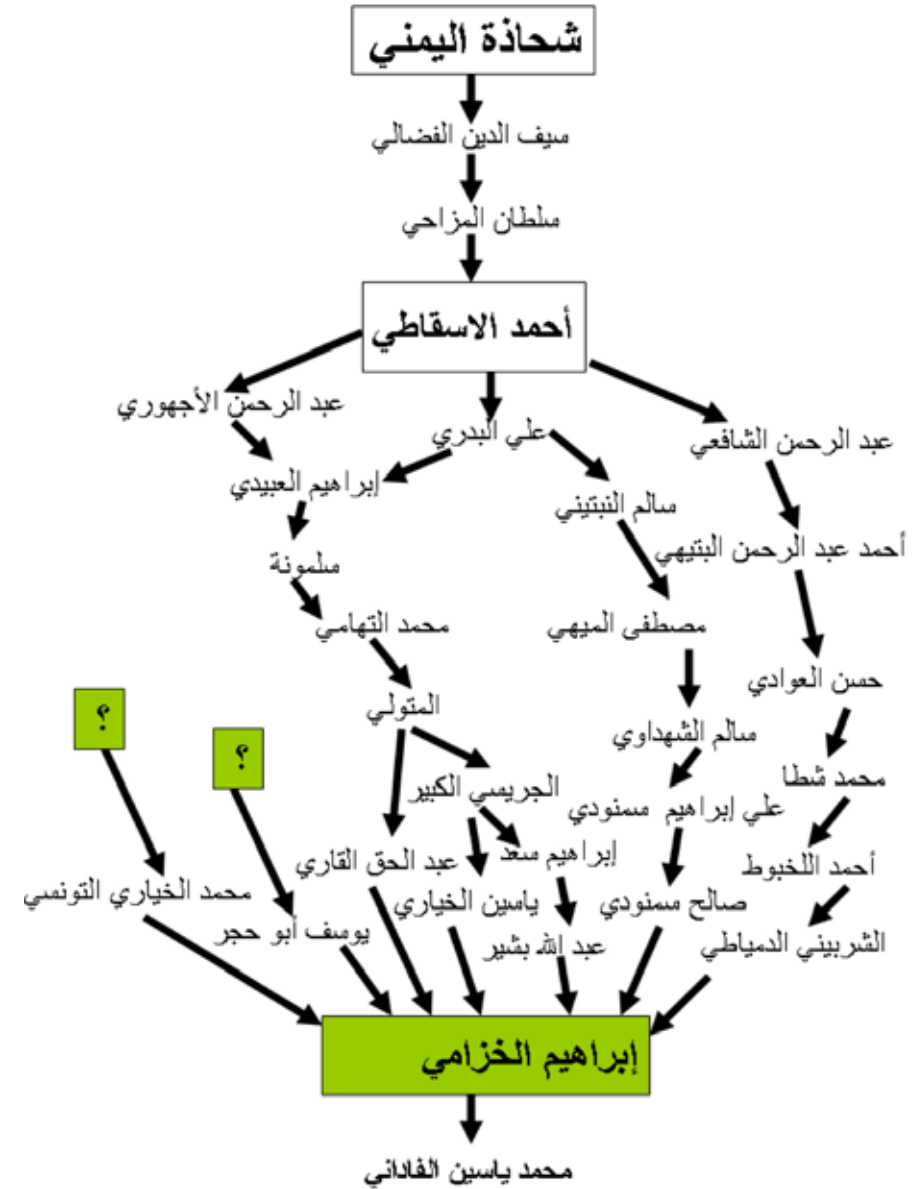 شحاذة اليمني
سيف الدين الفضالي
سلطان المزاحي
أحمد الاسقاطي
عبد الرحمن الأجهوري
علي البدري
عبد الرحمن الشافعي
إبراهيم العبيدي
سالم النبتيني
أحمد عبد الرحمن البتيهي
سلمونة
محمد التهامي
مصطفى الميهي
حسن العوادي
المتولي
؟
؟
سالم الشهداوي
محمد شطا
الجريسي الكبير
علي إبراهيم سمنودي
إبراهيم سعد
عبد الحق القاري
أحمد اللخبوط
محمد الخياري التونسي
ياسين الخياري
صالح سمنودي
يوسف أبو حجر
عبد الله بشير
الشربيني الدمياطي
إبراهيم الخزامي
محمد ياسين الفاداني